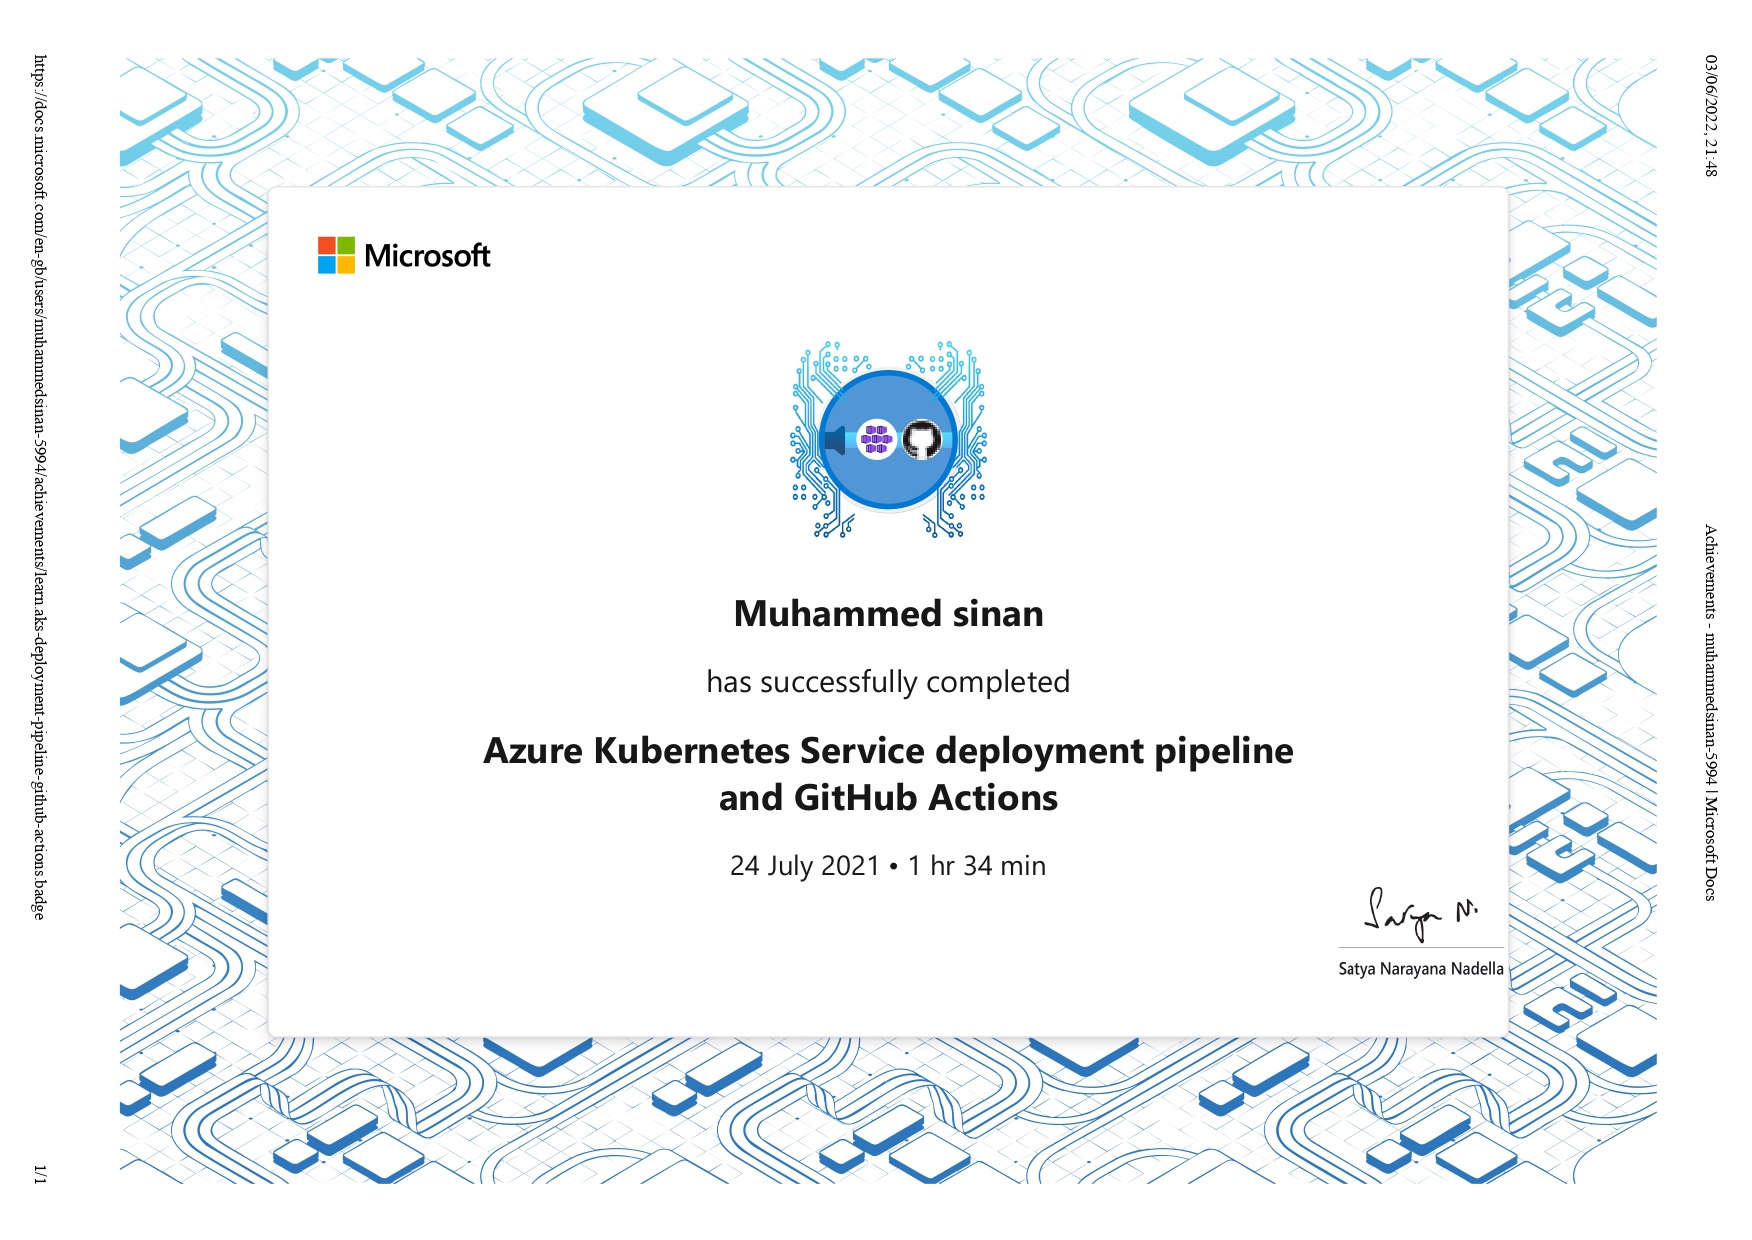 03/06/2022, 21:48
Achievements - muhammedsinan-5994 | Microsoft Docs
Microsoft
Muhammed sinan
has successfully completed
Azure Kubernetes Service deployment pipeline
and GitHub Actions
24 July 2021 • 1 hr 34 min
Satya N.
Satya Narayana Nadella
https://docs.microsoft.com/en-gb/users/muhammedsinan-5994/achievements/learn.aks-deployment-pipeline-github-actions.badge
1/1